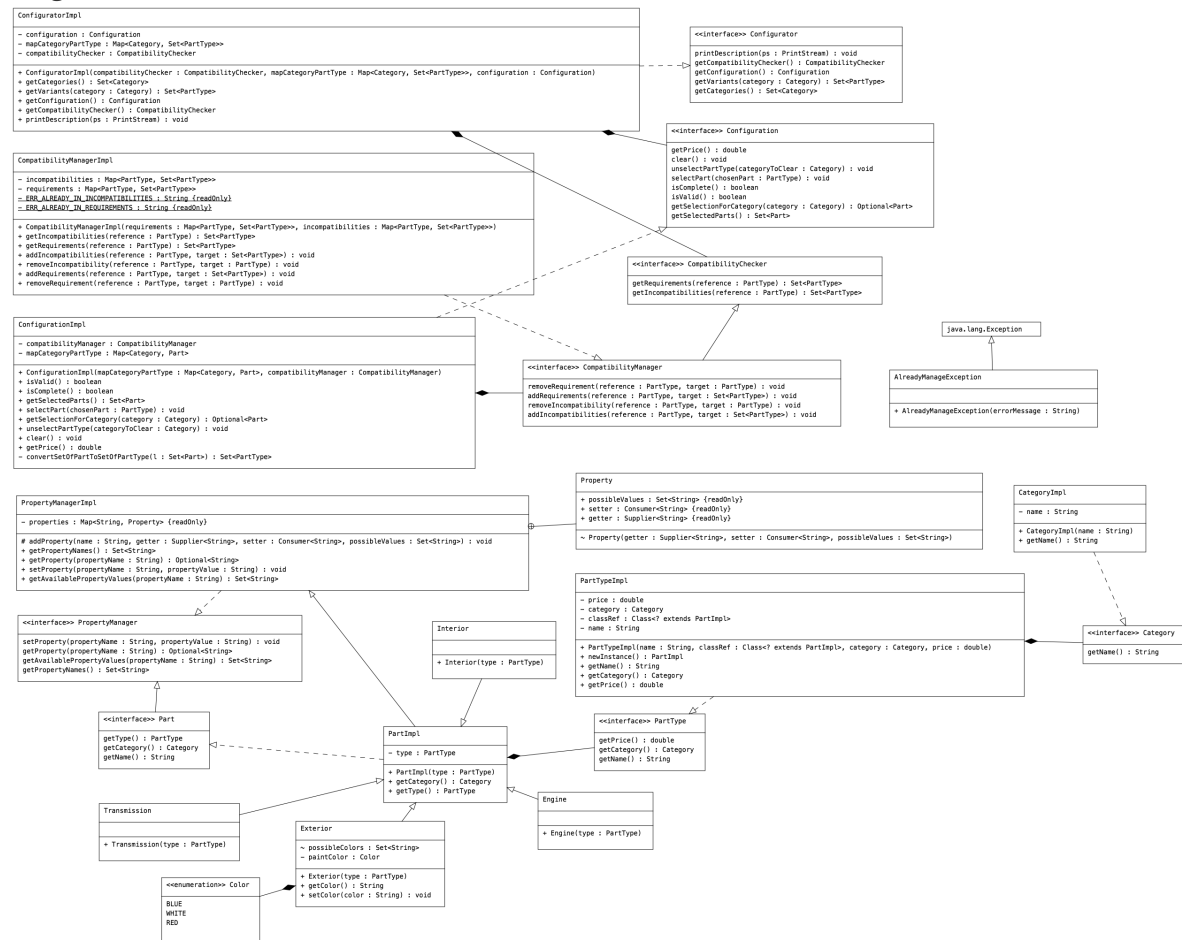 ConfiguratorImpl
− configuration : Configuration
− mapCategoryPartType : Map<Category, Set<PartType>>
− compatibilityChecker : CompatibilityChecker
+ ConfiguratorImpl(compatibilityChecker : CompatibilityChecker, mapCategoryPartType : Map<Category, Set<PartType>>, configuration : Configuration)
+ getCategories() : Set<Category>
+ getVariants(category : Category) : Set<PartType>
+ getConfiguration() : Configuration
+ getCompatibilityChecker() : CompatibilityChecker
+ printDescription(ps : PrintStream) : void
<<interface>> Configurator
printDescription(ps : PrintStream) : void
getCompatibilityChecker() : CompatibilityChecker
getConfiguration() : Configuration
getVariants(category : Category) : Set<PartType>
getCategories() : Set<Category>
<<interface>> Configuration
getPrice() : double
clear() : void
unselectPartType(categoryToClear : Category) : void
selectPart(chosenPart : PartType) : void
isComplete() : boolean
isValid() : boolean
getSelectionForCategory(category : Category) : Optional<Part>
getSelectedParts() : Set<Part>
CompatibilityManagerImpl
− incompatibilities : Map<PartType, Set<PartType>>
− requirements : Map<PartType, Set<PartType>>
− ERR_ALREADY_IN_INCOMPATIBILITIES : String {readOnly}
− ERR_ALREADY_IN_REQUIREMENTS : String {readOnly}
+ CompatibilityManagerImpl(requirements : Map<PartType, Set<PartType>>, incompatibilities : Map<PartType, Set<PartType>>)
+ getIncompatibilities(reference : PartType) : Set<PartType>
+ getRequirements(reference : PartType) : Set<PartType>
+ addIncompatibilities(reference : PartType, target : Set<PartType>) : void
+ removeIncompatibility(reference : PartType, target : PartType) : void
+ addRequirements(reference : PartType, target : Set<PartType>) : void
+ removeRequirement(reference : PartType, target : PartType) : void
<<interface>> CompatibilityChecker
getRequirements(reference : PartType) : Set<PartType>
getIncompatibilities(reference : PartType) : Set<PartType>
ConfigurationImpl
− compatibilityManager : CompatibilityManager
− mapCategoryPartType : Map<Category, Part>
+ ConfigurationImpl(mapCategoryPartType : Map<Category, Part>, compatibilityManager : CompatibilityManager)
+ isValid() : boolean
+ isComplete() : boolean
+ getSelectedParts() : Set<Part>
+ selectPart(chosenPart : PartType) : void
+ getSelectionForCategory(category : Category) : Optional<Part>
+ unselectPartType(categoryToClear : Category) : void
+ clear() : void
+ getPrice() : double
− convertSetOfPartToSetOfPartType(l : Set<Part>) : Set<PartType>
<<interface>> CompatibilityManager
removeRequirement(reference : PartType, target : PartType) : void
addRequirements(reference : PartType, target : Set<PartType>) : void
removeIncompatibility(reference : PartType, target : PartType) : void
addIncompatibilities(reference : PartType, target : Set<PartType>) : void
java.lang.Exception
AlreadyManageException
+ AlreadyManageException(errorMessage : String)
PropertyManagerImpl
− properties : Map<String, Property> {readOnly}
# addProperty(name : String, getter : Supplier<String>, setter : Consumer<String>, possibleValues : Set<String>) : void
+ getPropertyNames() : Set<String>
+ getProperty(propertyName : String) : Optional<String>
+ setProperty(propertyName : String, propertyValue : String) : void
+ getAvailablePropertyValues(propertyName : String) : Set<String>
Property
+ possibleValues : Set<String> {readOnly}
+ setter : Consumer<String> {readOnly}
+ getter : Supplier<String> {readOnly}
~ Property(getter : Supplier<String>, setter : Consumer<String>, possibleValues : Set<String>)
CategoryImpl
− name : String
+ CategoryImpl(name : String)
+ getName() : String
PartTypeImpl
− price : double
− category : Category
− classRef : Class<? extends PartImpl>
− name : String
+ PartTypeImpl(name : String, classRef : Class<? extends PartImpl>, category : Category, price : double)
+ newInstance() : PartImpl
+ getName() : String
+ getCategory() : Category
+ getPrice() : double
<<interface>> Category
getName() : String
<<interface>> PropertyManager
setProperty(propertyName : String, propertyValue : String) : void
getProperty(propertyName : String) : Optional<String>
getAvailablePropertyValues(propertyName : String) : Set<String>
getPropertyNames() : Set<String>
Interior
+ Interior(type : PartType)
<<interface>> Part
getType() : PartType
getCategory() : Category
getName() : String
PartImpl
− type : PartType
+ PartImpl(type : PartType)
+ getCategory() : Category
+ getType() : PartType
<<interface>> PartType
getPrice() : double
getCategory() : Category
getName() : String
Transmission
+ Transmission(type : PartType)
Exterior
~ possibleColors : Set<String>
− paintColor : Color
+ Exterior(type : PartType)
+ getColor() : String
+ setColor(color : String) : void
Engine
+ Engine(type : PartType)
<<enumeration>> Color
BLUE
WHITE
RED